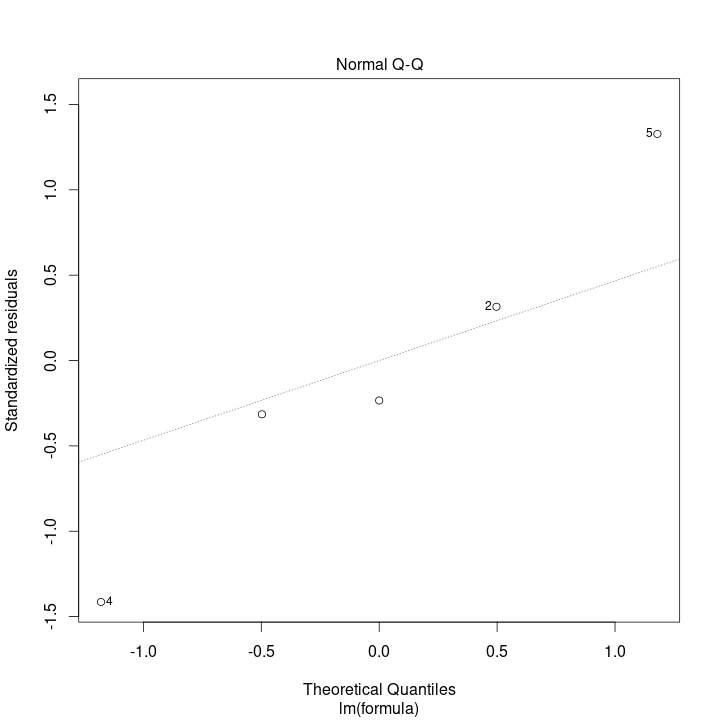 Normal Q-Q
Standardized residuals
1.5
1.0
0.5
0.0
-0.5
-1.0
-1.5
5
2
4
-1.0 -0.5 0.0 0.5 1.0
Theoretical Quantiles
lm(formula)